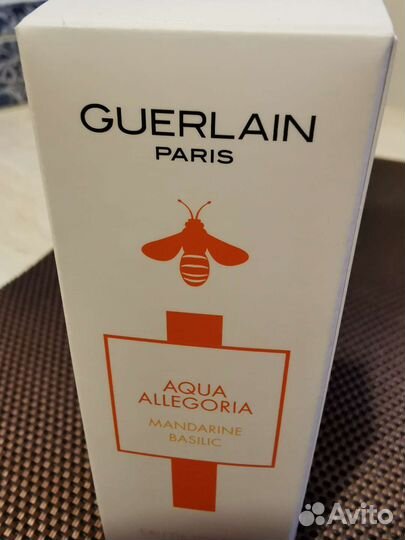 GUERLAIN
PARIS
AQUA
ALLEGORIA
MANDARINE
BASILIC
Avito